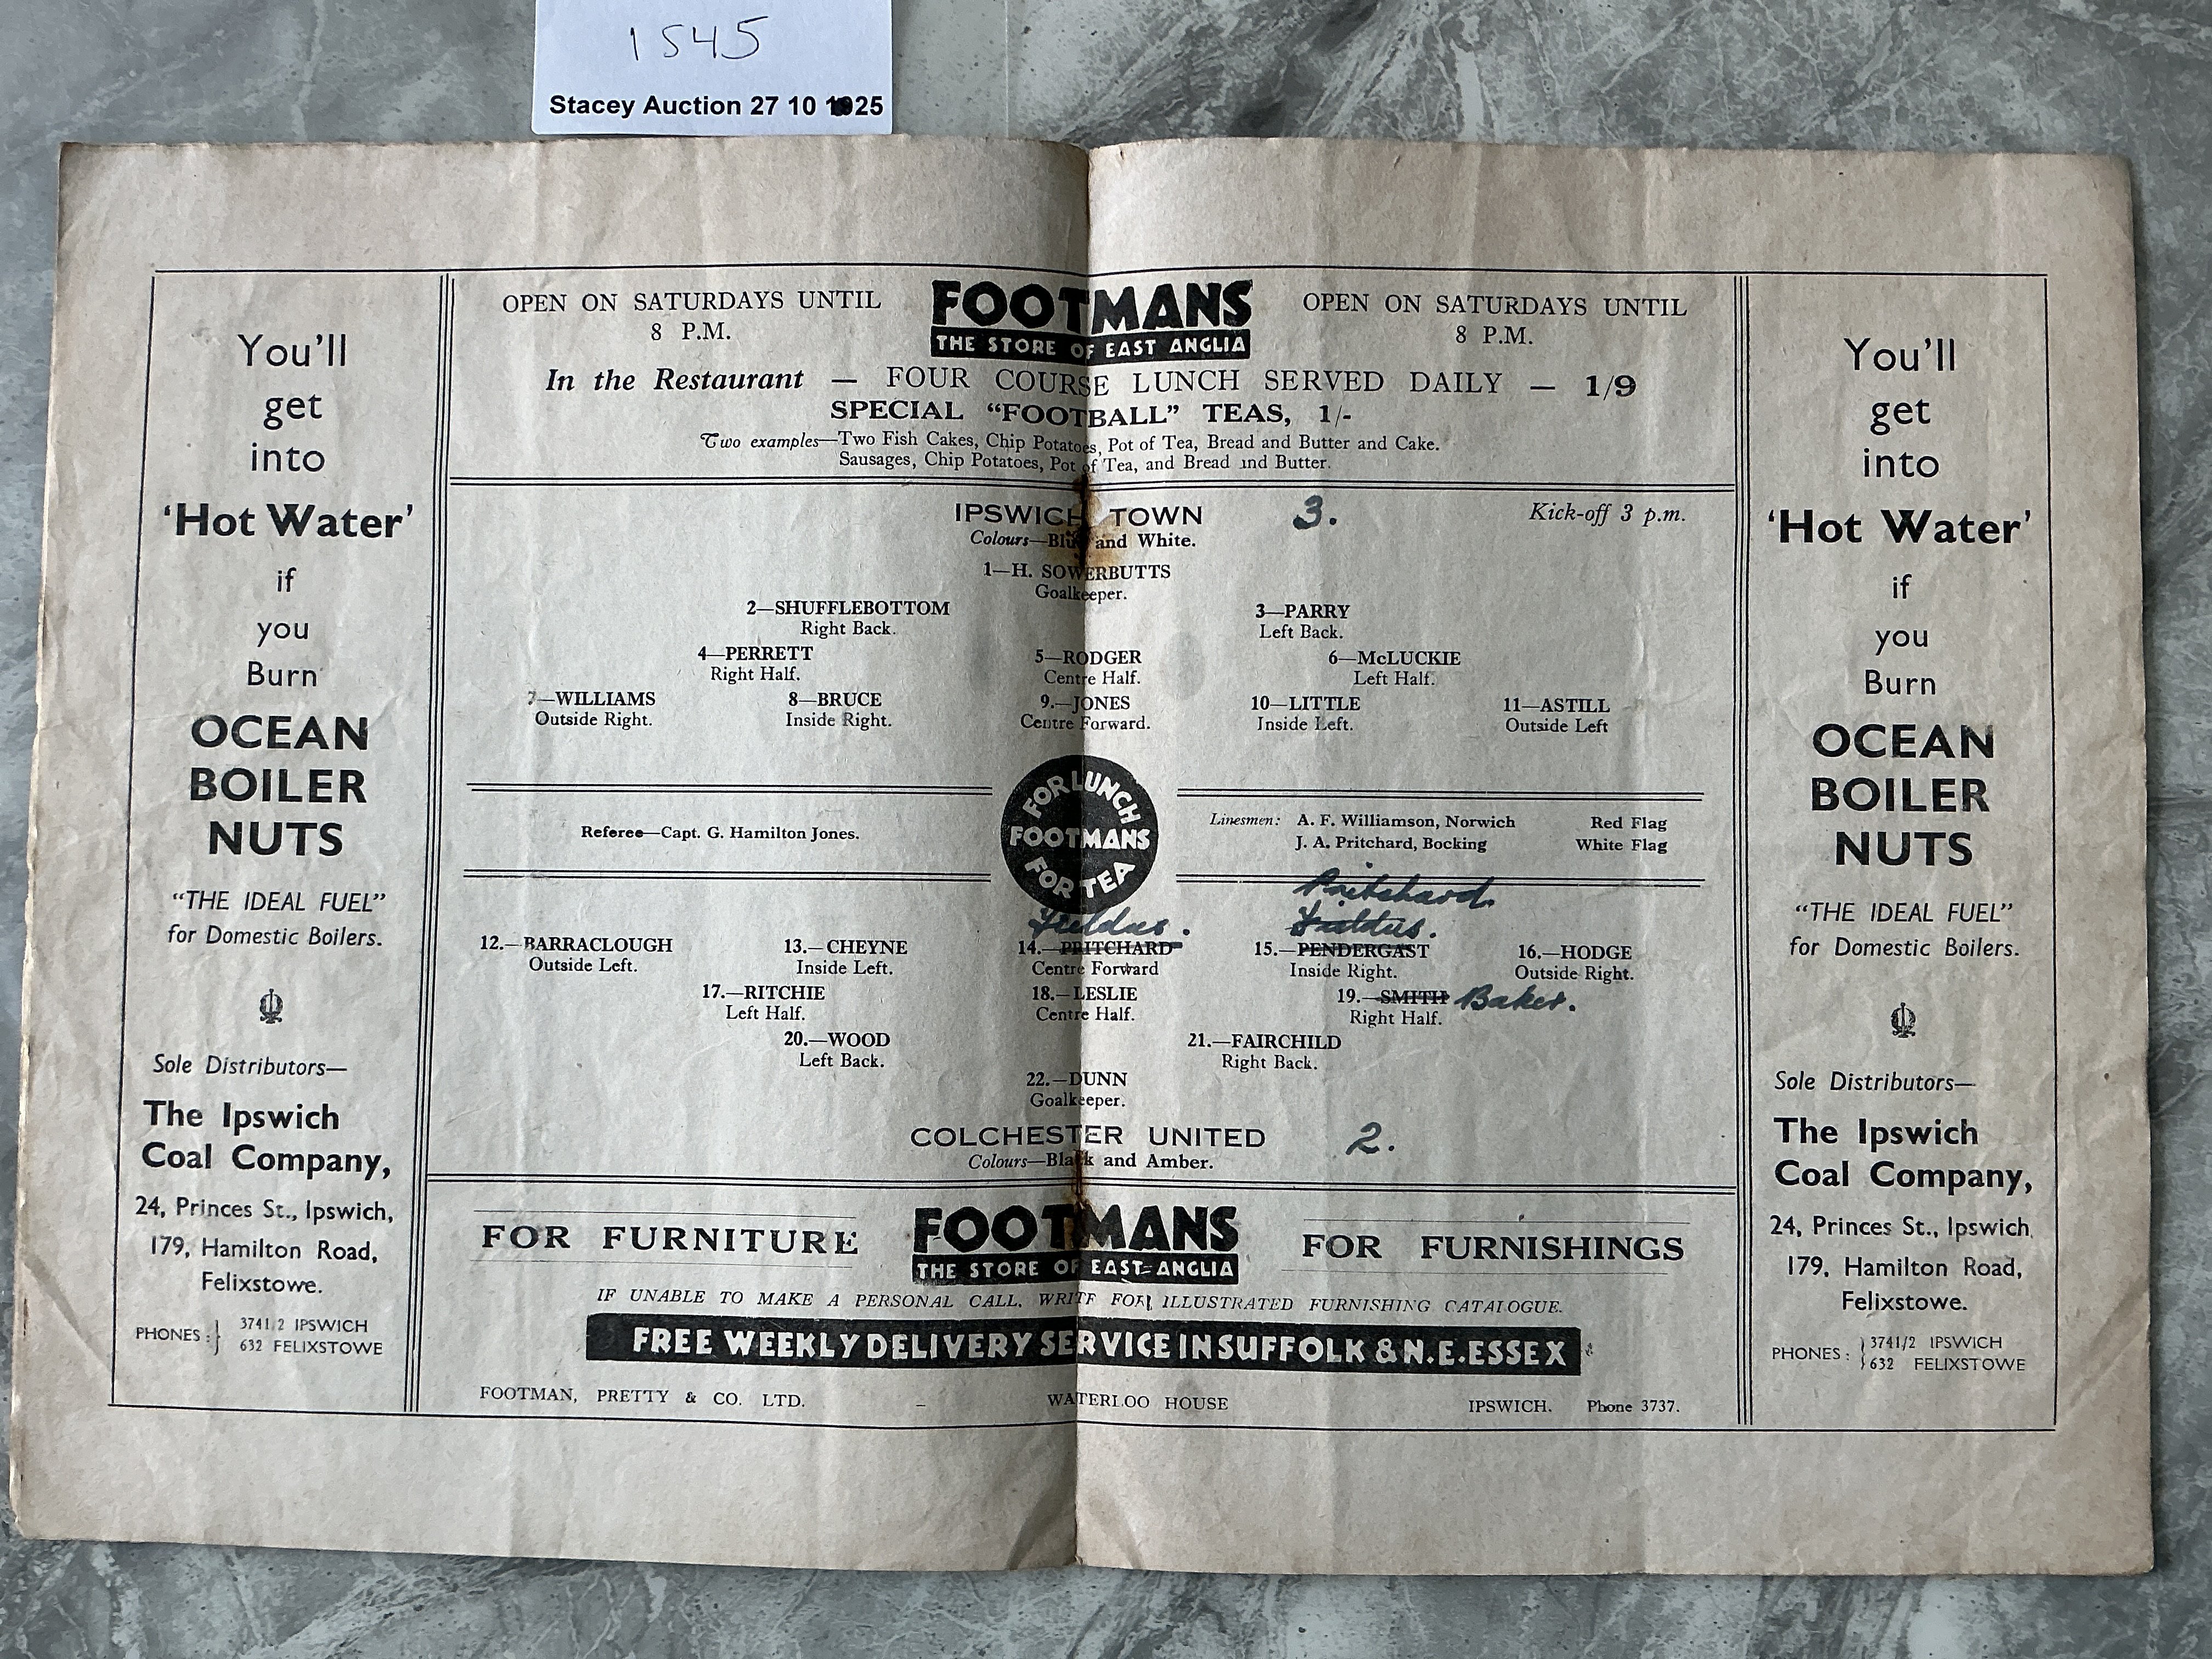 1545
Stacey Auction 27 10 1925
You'll
get
into
'Hot Water'
if
you
Burn
OCEAN
BOILER
NUTS
"THE IDEAL FUEL"
for Domestic Boilers.
Sole Distributors—
The Ipswich
Coal Company,
24, Princes St., Ipswich,
179, Hamilton Road,
Felixstowe.
PHONES: 3741/2 IPSWICH
632 FELIXSTOWE
OPEN ON SATURDAYS UNTIL
8 P.M.
FOOTMANS
THE STORE OF EAST ANGLIA
OPEN ON SATURDAYS UNTIL
8 P.M.
In the Restaurant — FOUR COURSE LUNCH SERVED DAILY — 1/9
SPECIAL "FOOTBALL" TEAS, 1/-
Two examples—Two Fish Cakes, Chip Potatoes, Pot of Tea, Bread and Butter and Cake.
Sausages, Chip Potatoes, Pot of Tea, and Bread and Butter.
IPSWICH TOWN 3. Kick-off 3 p.m.
Colours—Blue and White.
1—H. SOWERBUTTS
Goalkeeper.
2—SHUFFLEBOTTOM 3—PARRY
Right Back. Left Back.
4—PERRETT 5—RODGER 6—McLUCKIE
Right Half. Centre Half. Left Half.
7—WILLIAMS 8—BRUCE 9.—JONES 10—LITTLE 11—ASTILL
Outside Right. Inside Right. Centre Forward. Inside Left. Outside Left
FOR LUNCH
FOOTMANS
FOR TEA
Referee—Capt. G. Hamilton Jones.
Linesmen: A. F. Williamson, Norwich Red Flag
J. A. Pritchard, Bocking White Flag
Pritchard.
Fieldus. Fieldus.
12.—BARRACLOUGH 13.—CHEYNE 14.—PRITCHARD 15.—PENDERGAST 16.—HODGE
Outside Left. Inside Left. Centre Forward Inside Right. Outside Right.
17.—RITCHIE 18.—LESLIE 19.—SMITH Baker.
Left Half. Centre Half. Right Half.
20.—WOOD 21.—FAIRCHILD
Left Back. Right Back.
22.—DUNN
Goalkeeper.
COLCHESTER UNITED 2.
Colours—Black and Amber.
FOR FURNITURE
FOOTMANS
THE STORE OF EAST ANGLIA
FOR FURNISHINGS
IF UNABLE TO MAKE A PERSONAL CALL, WRITE FOR ILLUSTRATED FURNISHING CATALOGUE.
FREE WEEKLY DELIVERY SERVICE IN SUFFOLK & N.E. ESSEX
FOOTMAN, PRETTY & CO. LTD. – WATERLOO HOUSE IPSWICH. Phone 3737.
You'll
get
into
'Hot Water'
if
you
Burn
OCEAN
BOILER
NUTS
"THE IDEAL FUEL"
for Domestic Boilers.
Sole Distributors—
The Ipswich
Coal Company,
24, Princes St., Ipswich,
179, Hamilton Road,
Felixstowe.
PHONES: 3741/2 IPSWICH
632 FELIXSTOWE